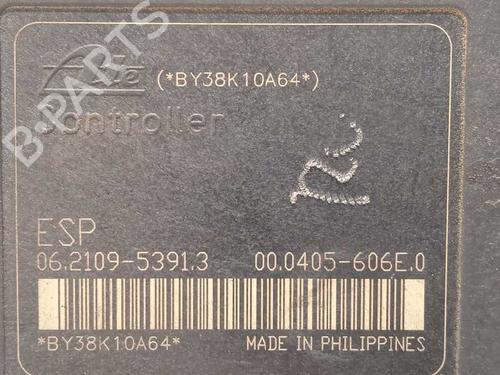 (*BY38K10A64*)
Controller
ESP
06.2109-5391.3 00.0405-606E.0
*BY38K10A64* MADE IN PHILIPPINES
B-PARTS